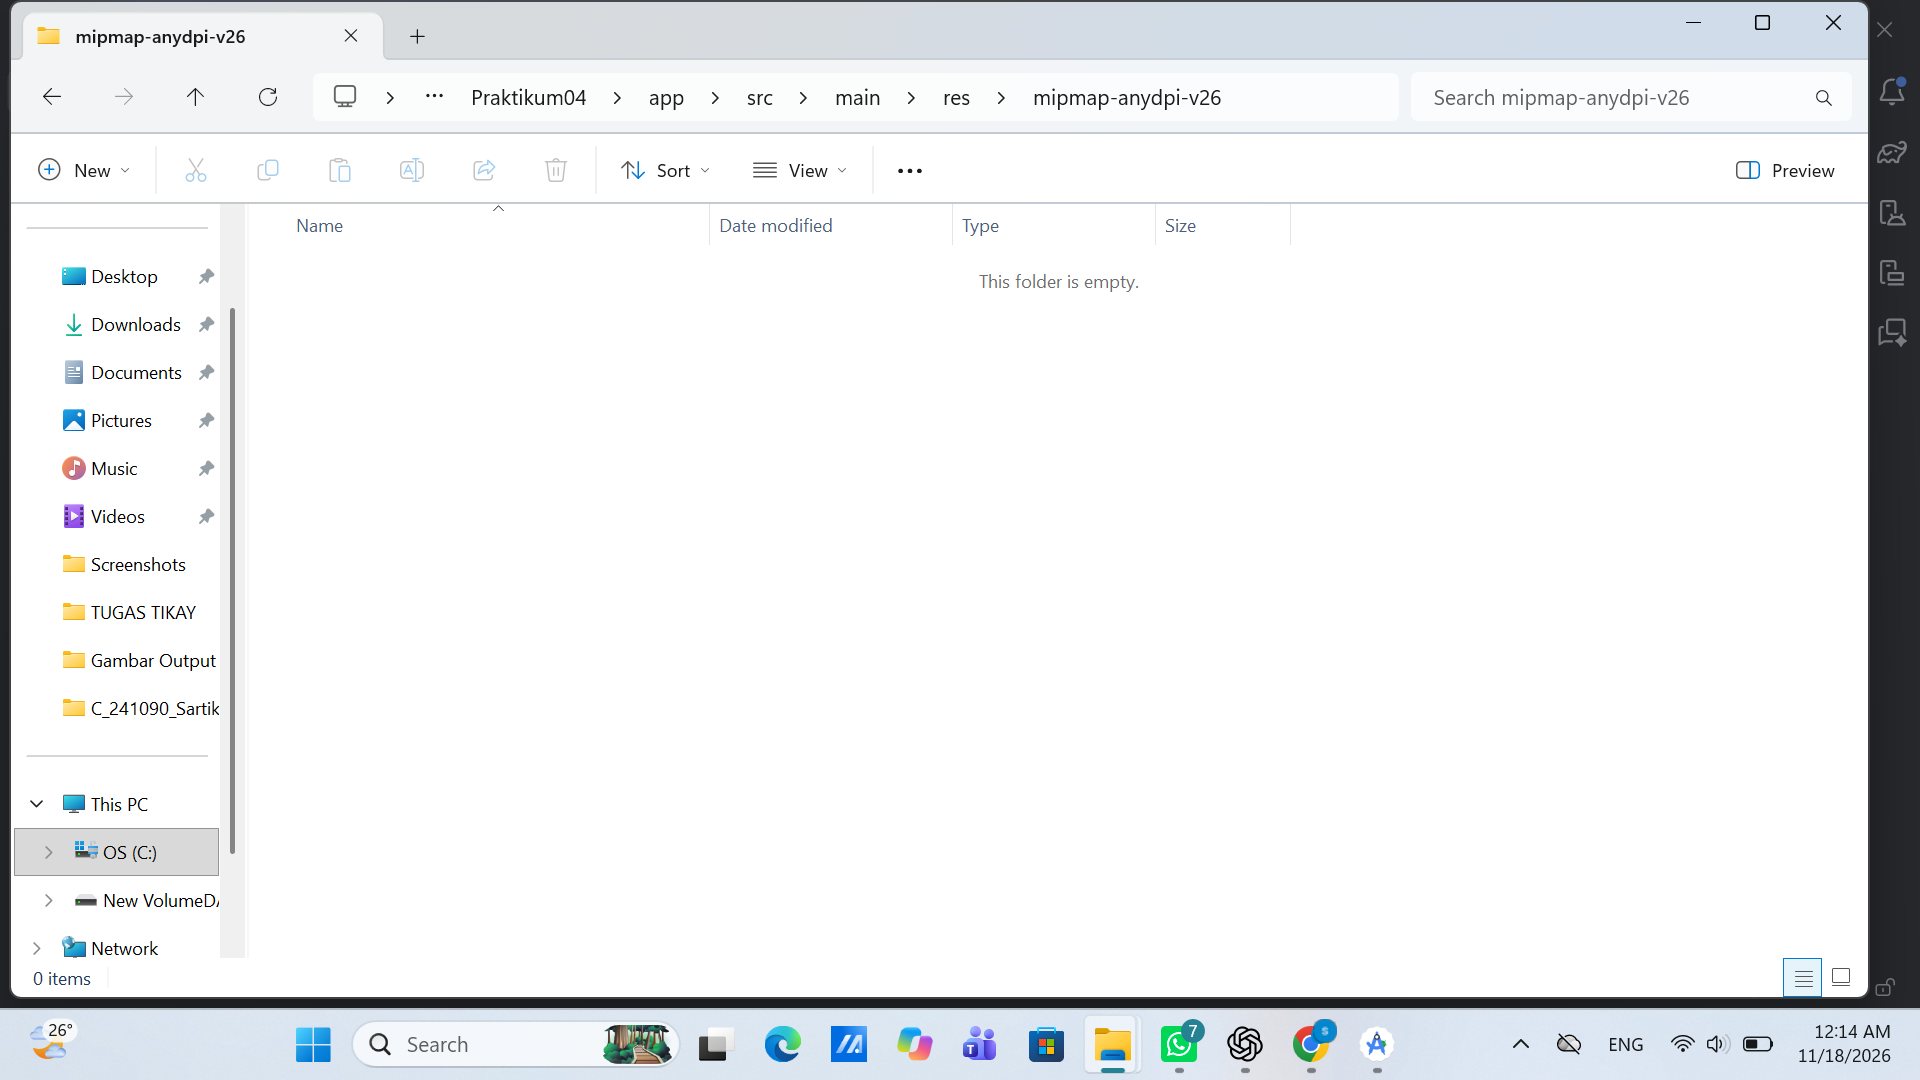 mipmap-anydpi-v26
Praktikum04 app src main res mipmap-anydpi-v26
Search mipmap-anydpi-v26
New Sort View Preview
Name Date modified Type Size
This folder is empty.
Desktop
Downloads
Documents
Pictures
Music
Videos
Screenshots
TUGAS TIKAY
Gambar Output
C_241090_Sartik
This PC
OS (C:)
New VolumeDA
Network
0 items
26°
Search
7
S
ENG
12:14 AM
11/18/2026